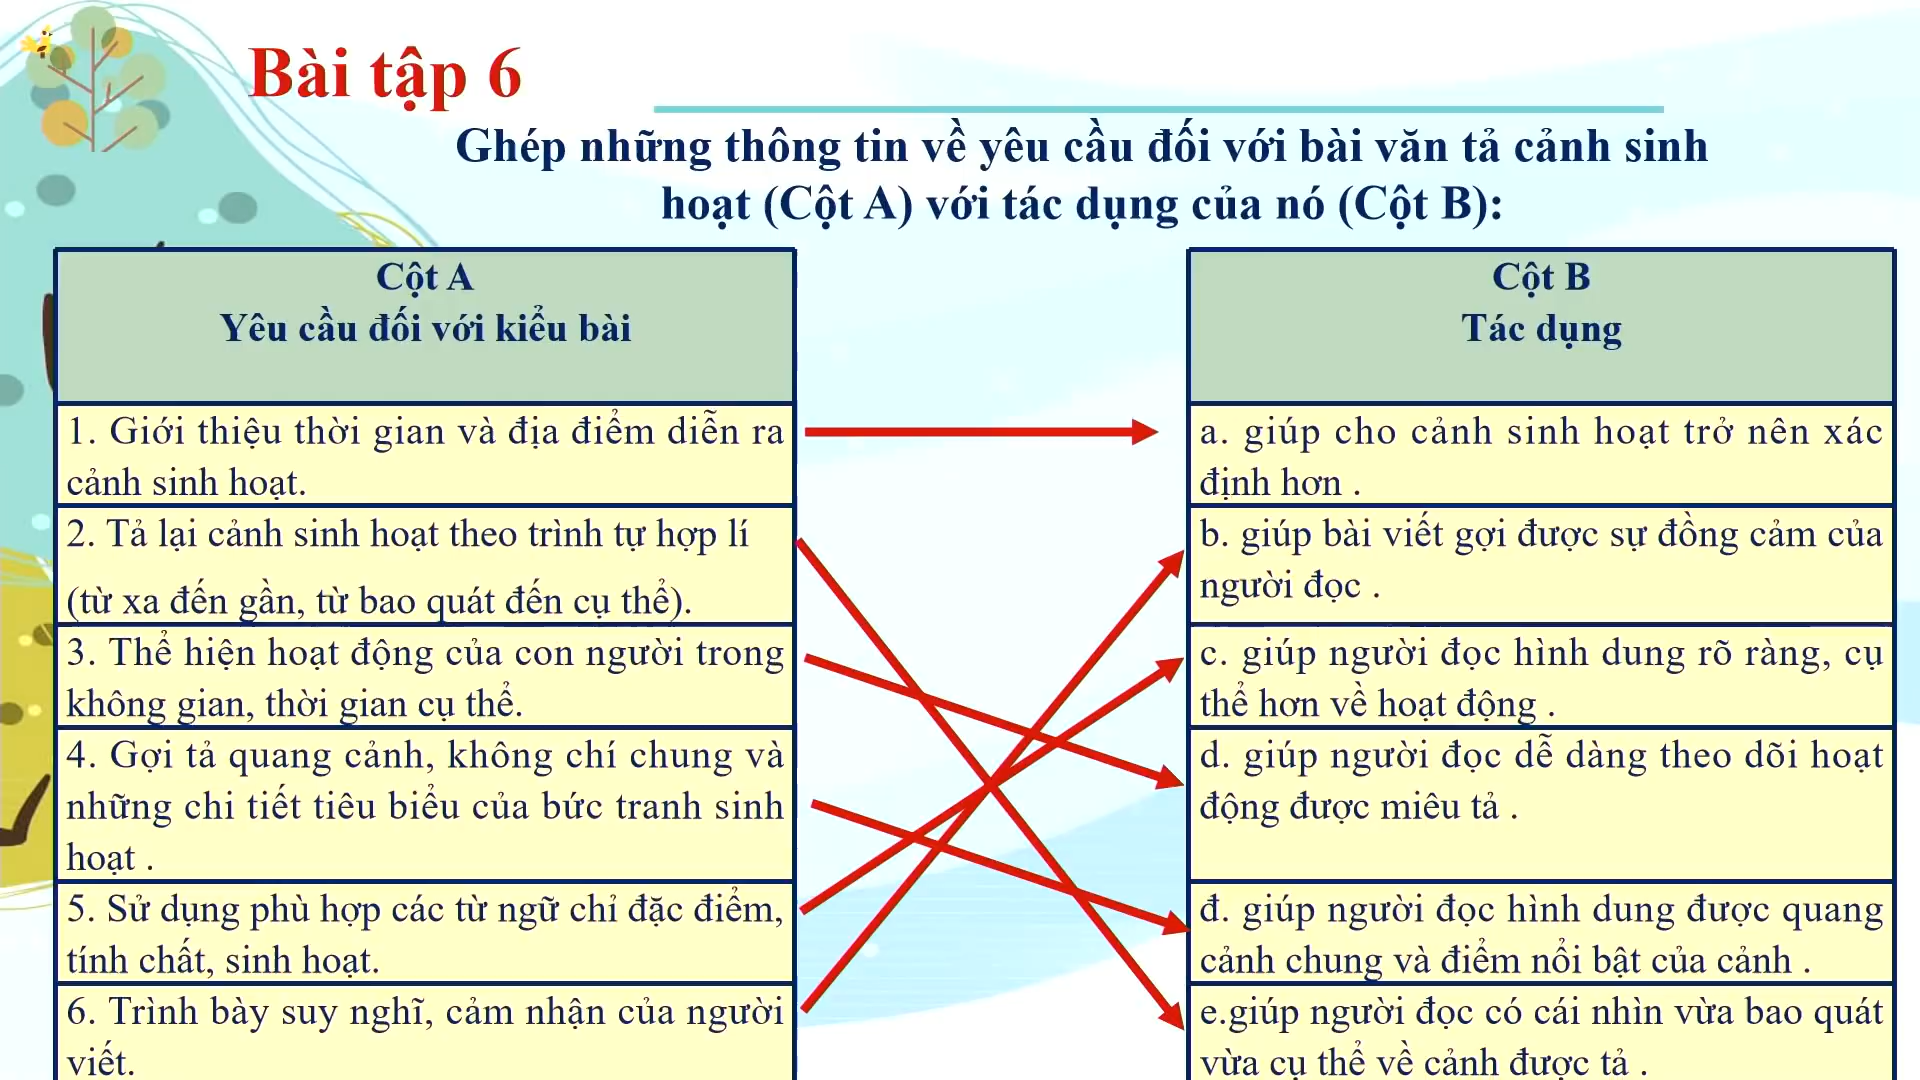 Bài tập 6
Ghép những thông tin về yêu cầu đối với bài văn tả cảnh sinh
hoạt (Cột A) với tác dụng của nó (Cột B):
Cột A
Yêu cầu đối với kiểu bài
1. Giới thiệu thời gian và địa điểm diễn ra
cảnh sinh hoạt.
2. Tả lại cảnh sinh hoạt theo trình tự hợp lí
(từ xa đến gần, từ bao quát đến cụ thể).
3. Thể hiện hoạt động của con người trong
không gian, thời gian cụ thể.
4. Gợi tả quang cảnh, không chí chung và
những chi tiết tiêu biểu của bức tranh sinh
hoạt .
5. Sử dụng phù hợp các từ ngữ chỉ đặc điểm,
tính chất, sinh hoạt.
6. Trình bày suy nghĩ, cảm nhận của người
viết.
Cột B
Tác dụng
a. giúp cho cảnh sinh hoạt trở nên xác
định hơn .
b. giúp bài viết gợi được sự đồng cảm của
người đọc .
c. giúp người đọc hình dung rõ ràng, cụ
thể hơn về hoạt động .
d. giúp người đọc dễ dàng theo dõi hoạt
động được miêu tả .
đ. giúp người đọc hình dung được quang
cảnh chung và điểm nổi bật của cảnh .
e.giúp người đọc có cái nhìn vừa bao quát
vừa cụ thể về cảnh được tả .